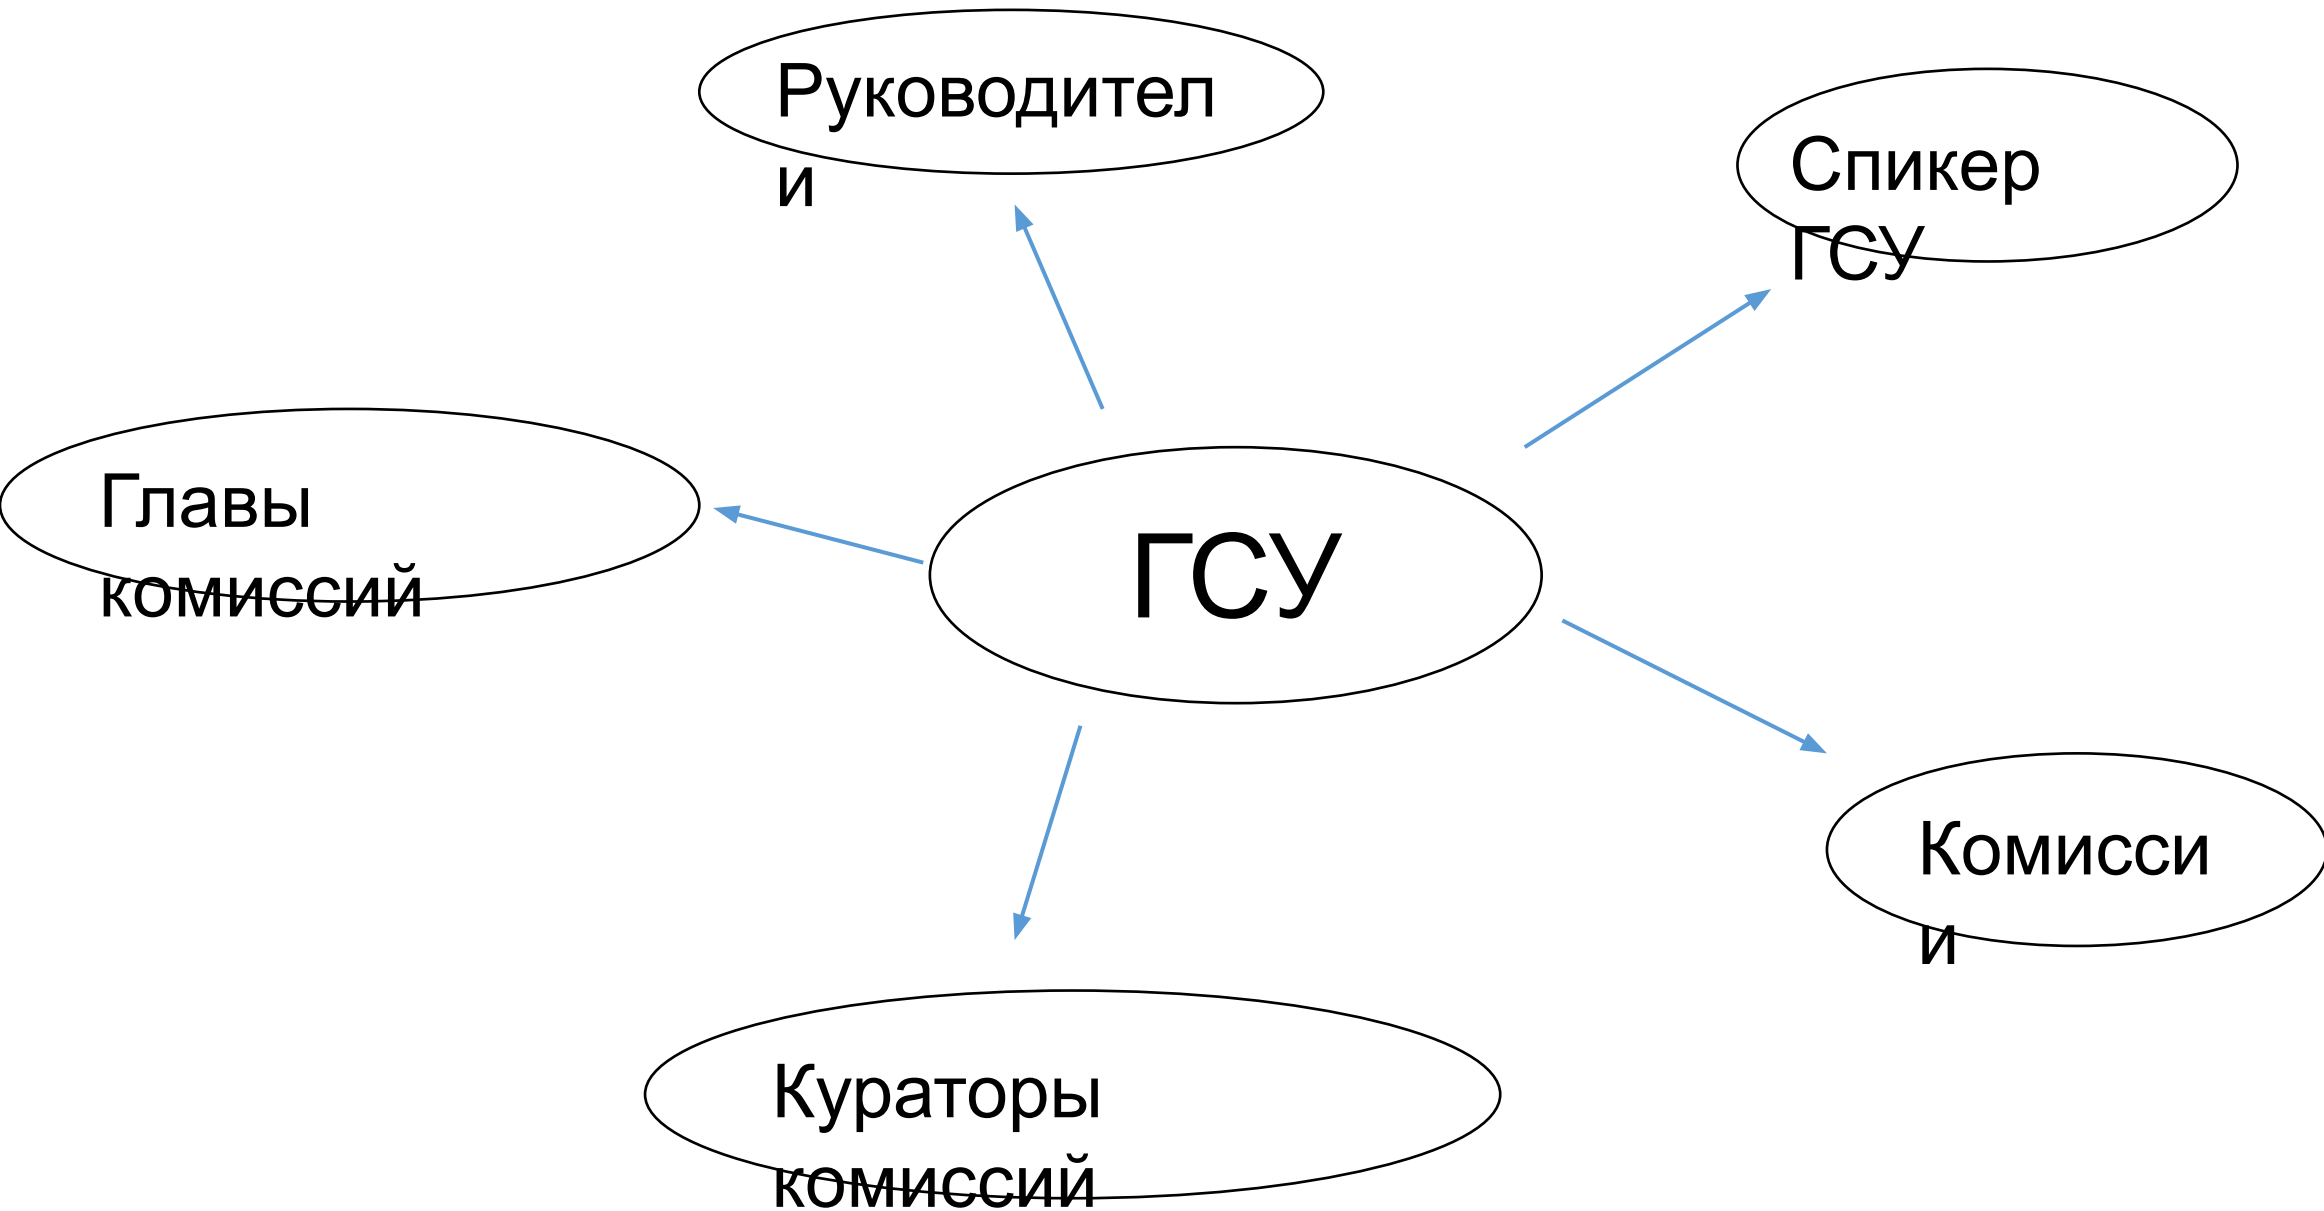 Руководител
и
Спикер
ГСУ
Главы
комиссий
ГСУ
Комисси
и
Кураторы
комиссий